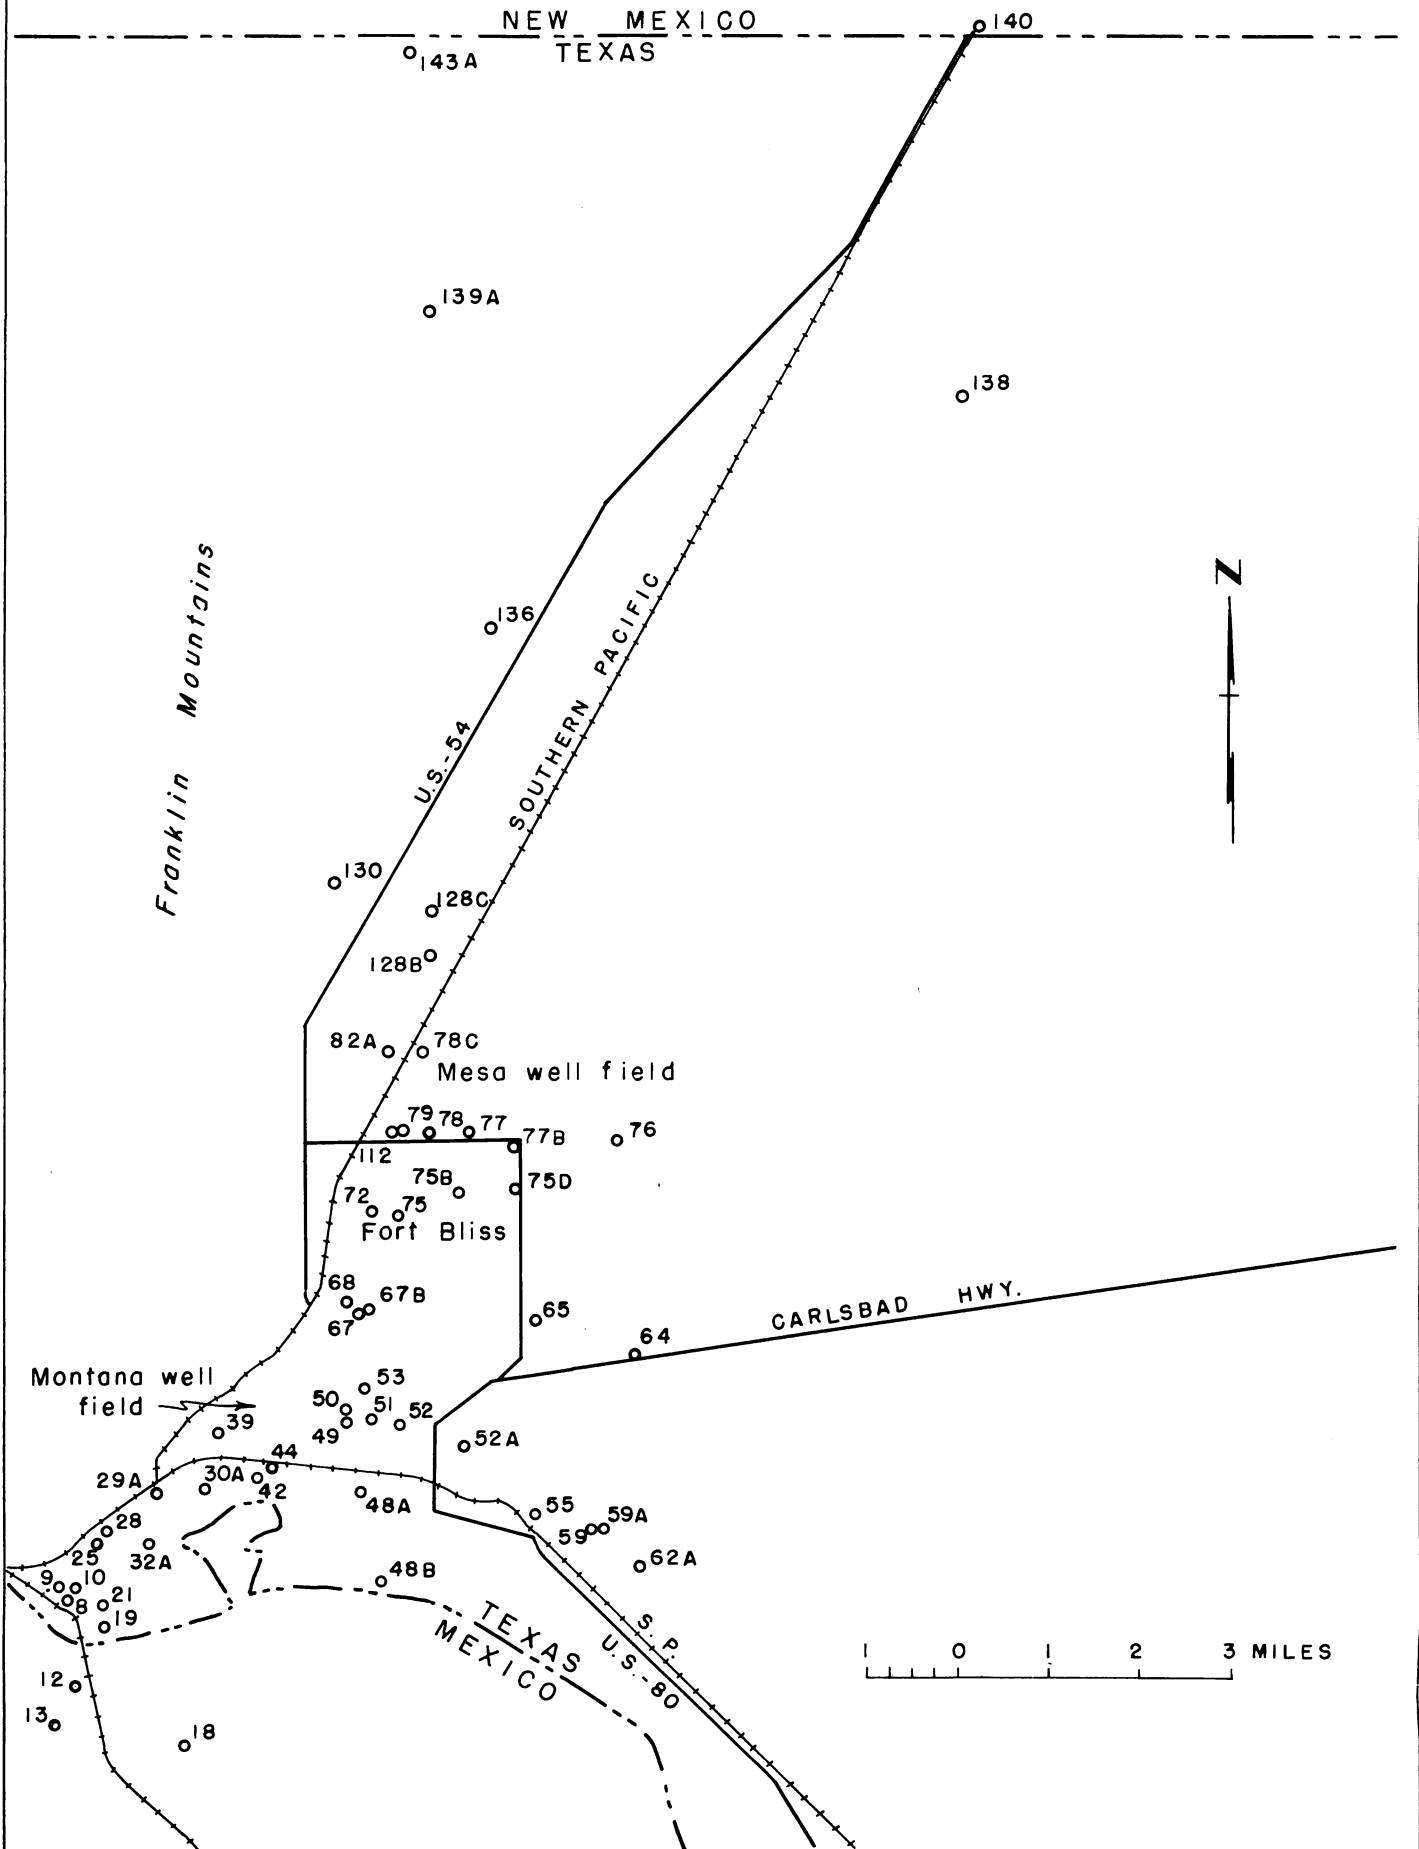 NEW MEXICO
140
TEXAS
143A
139A
138
Franklin Mountains
136
N
SOUTHERN PACIFIC
U.S.-54
130
128C
128B
82A
78C
Mesa well field
79
78
77
77B
76
112
75B
75D
72
75
Fort Bliss
68
67B
67
65
CARLSBAD HWY.
64
Montana well
field
53
50
51
52
49
39
52A
44
29A
30A
42
48A
55
59A
59
28
25
32A
62A
9
10
48B
8
21
19
TEXAS
MEXICO
S. P.
U.S.-80
1 0 1 2 3 MILES
12
13
18